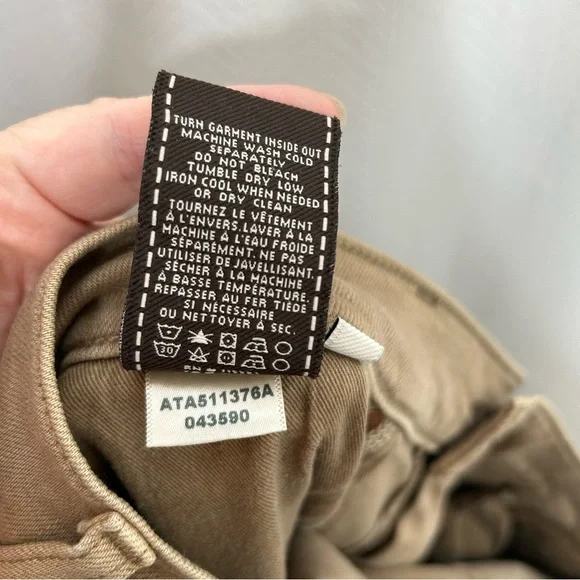 TURN GARMENT INSIDE OUT
MACHINE WASH COLD
SEPARATELY
DO NOT BLEACH
TUMBLE DRY LOW
IRON COOL WHEN NEEDED
OR DRY CLEAN
TOURNEZ LE VÊTEMENT
À L'ENVERS. LAVER À LA
MACHINE À L'EAU FROIDE
SÉPARÉMENT. NE PAS
UTILISER DE JAVELLISANT.
SÉCHER À LA MACHINE
À BASSE TEMPÉRATURE.
REPASSER AU FER TIÈDE
SI NÉCESSAIRE
OU NETTOYER À SEC.
30
ATA511376A
043590